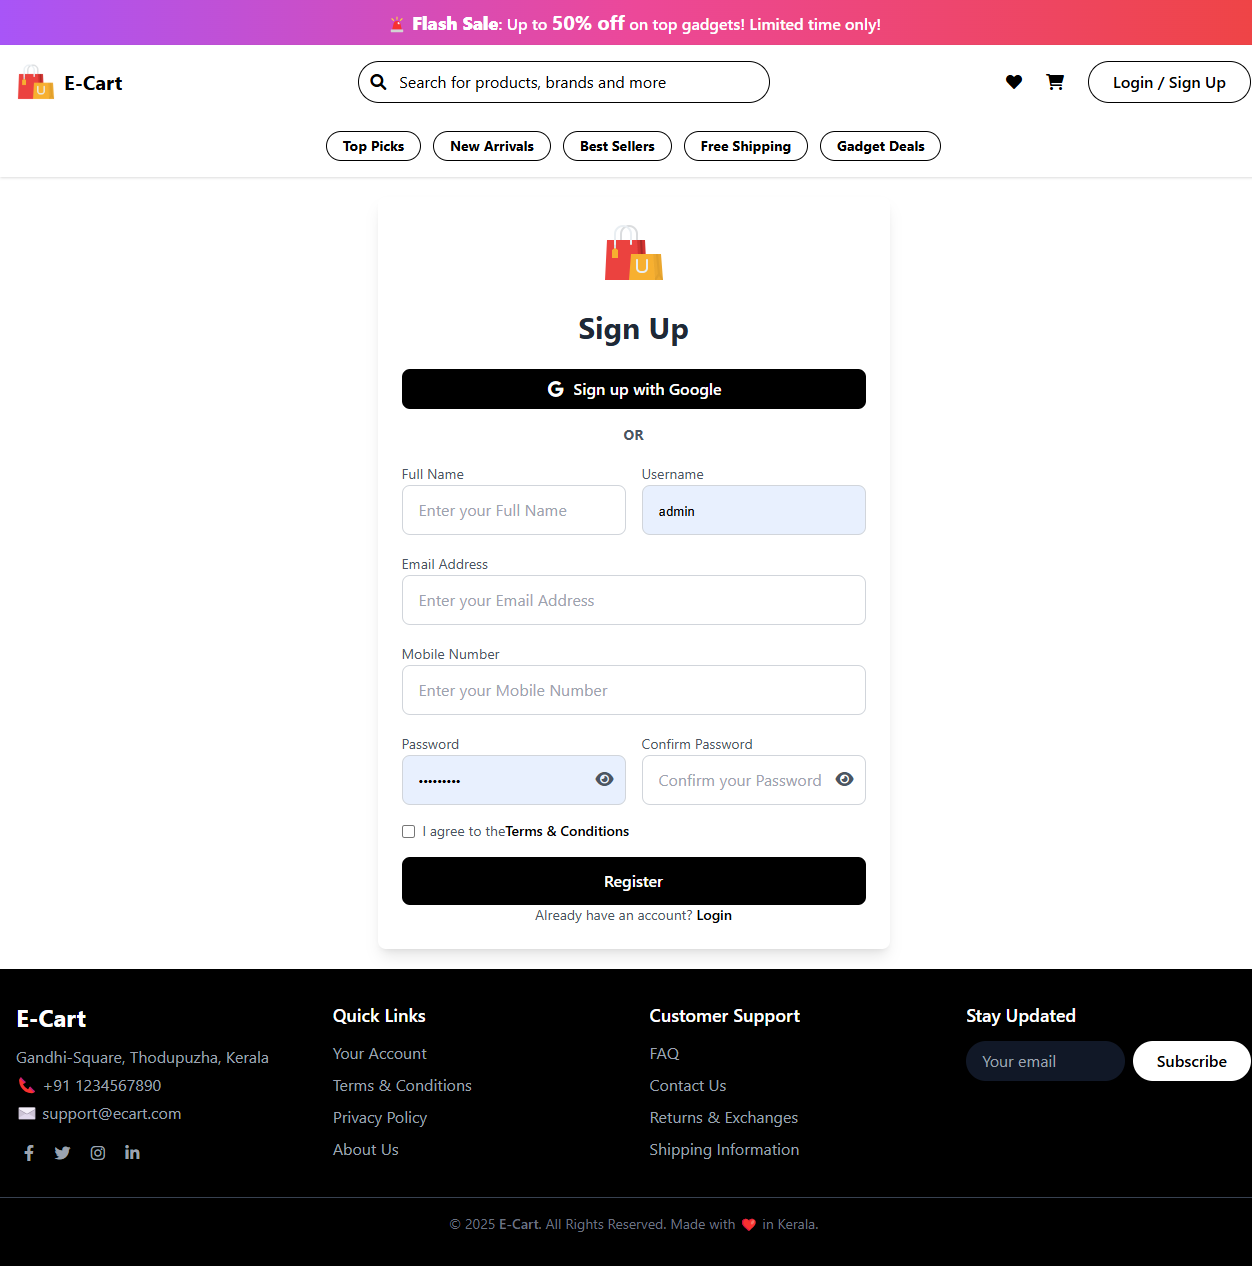 🚨 Flash Sale: Up to 50% off on top gadgets! Limited time only!
E-Cart
Search for products, brands and more
Login / Sign Up
Top Picks
New Arrivals
Best Sellers
Free Shipping
Gadget Deals
U
Sign Up
G Sign up with Google
OR
Full Name
Username
Enter your Full Name
admin
Email Address
Enter your Email Address
Mobile Number
Enter your Mobile Number
Password
Confirm Password
•••••••••
Confirm your Password
I agree to theTerms & Conditions
Register
Already have an account? Login
E-Cart
Gandhi-Square, Thodupuzha, Kerala
📞 +91 1234567890
✉️ support@ecart.com
Quick Links
Your Account
Terms & Conditions
Privacy Policy
About Us
Customer Support
FAQ
Contact Us
Returns & Exchanges
Shipping Information
Stay Updated
Your email
Subscribe
© 2025 E-Cart. All Rights Reserved. Made with ❤️ in Kerala.